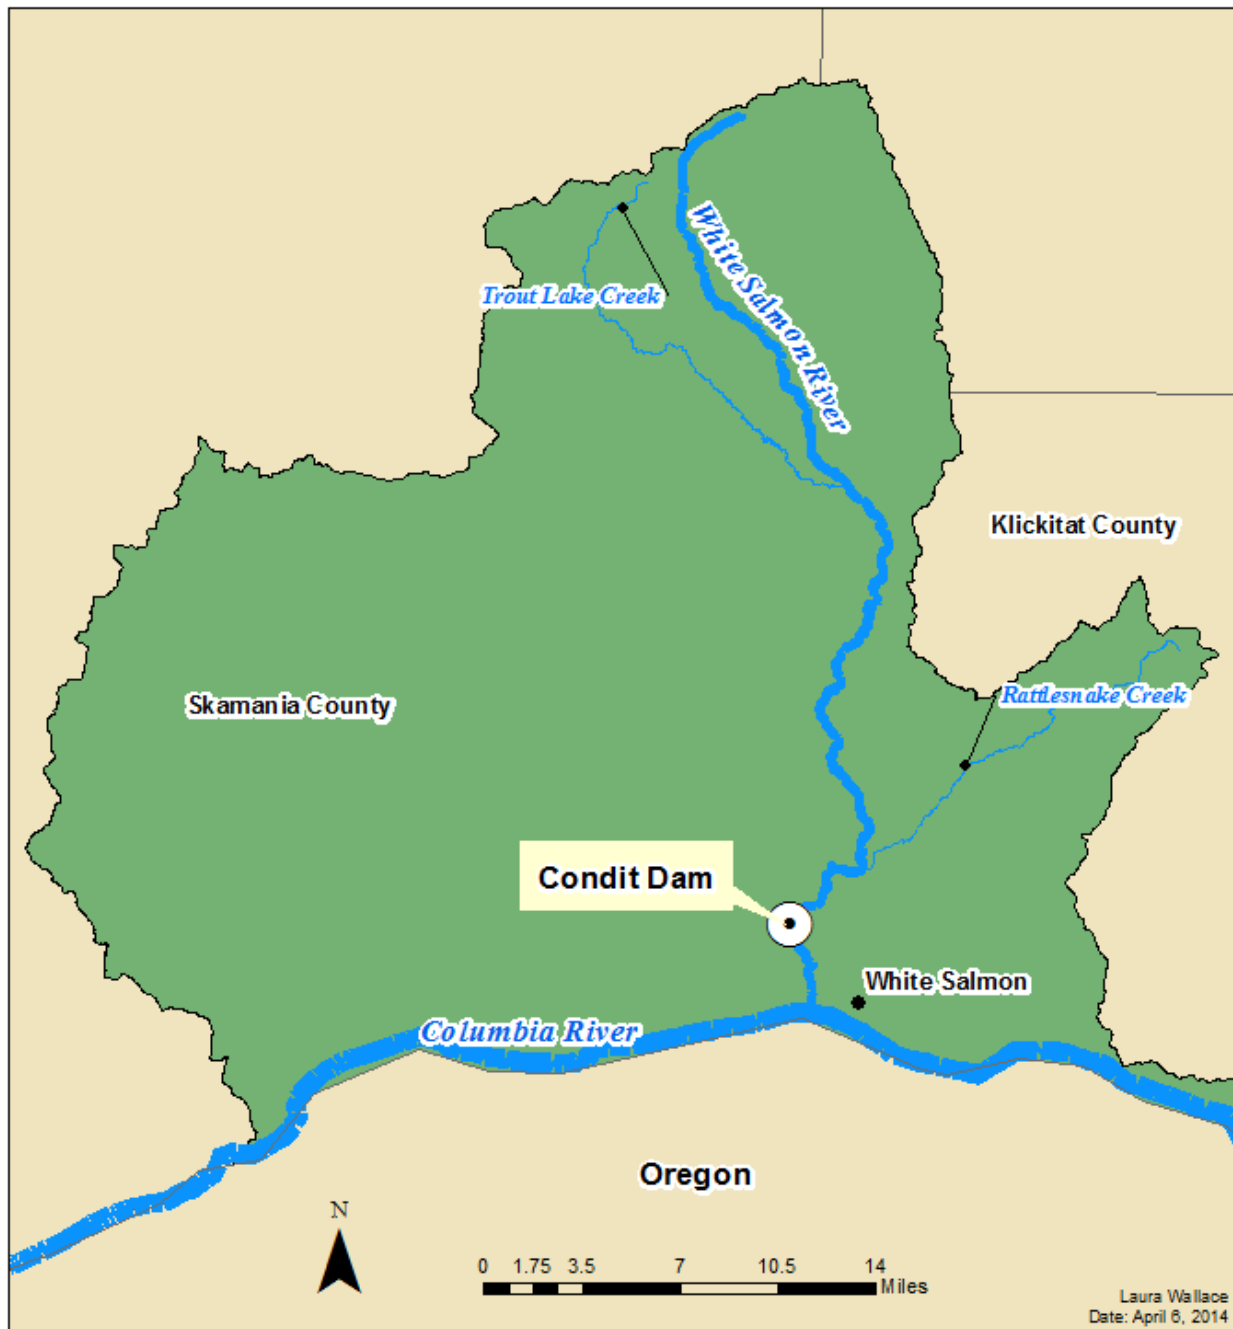 White Salmon River
Trout Lake Creek
Klickitat County
Skamania County
Rattlesnake Creek
Condit Dam
White Salmon
Columbia River
Oregon
N
0 1.75 3.5 7 10.5 14
Miles
Laura Wallace
Date: April 6, 2014